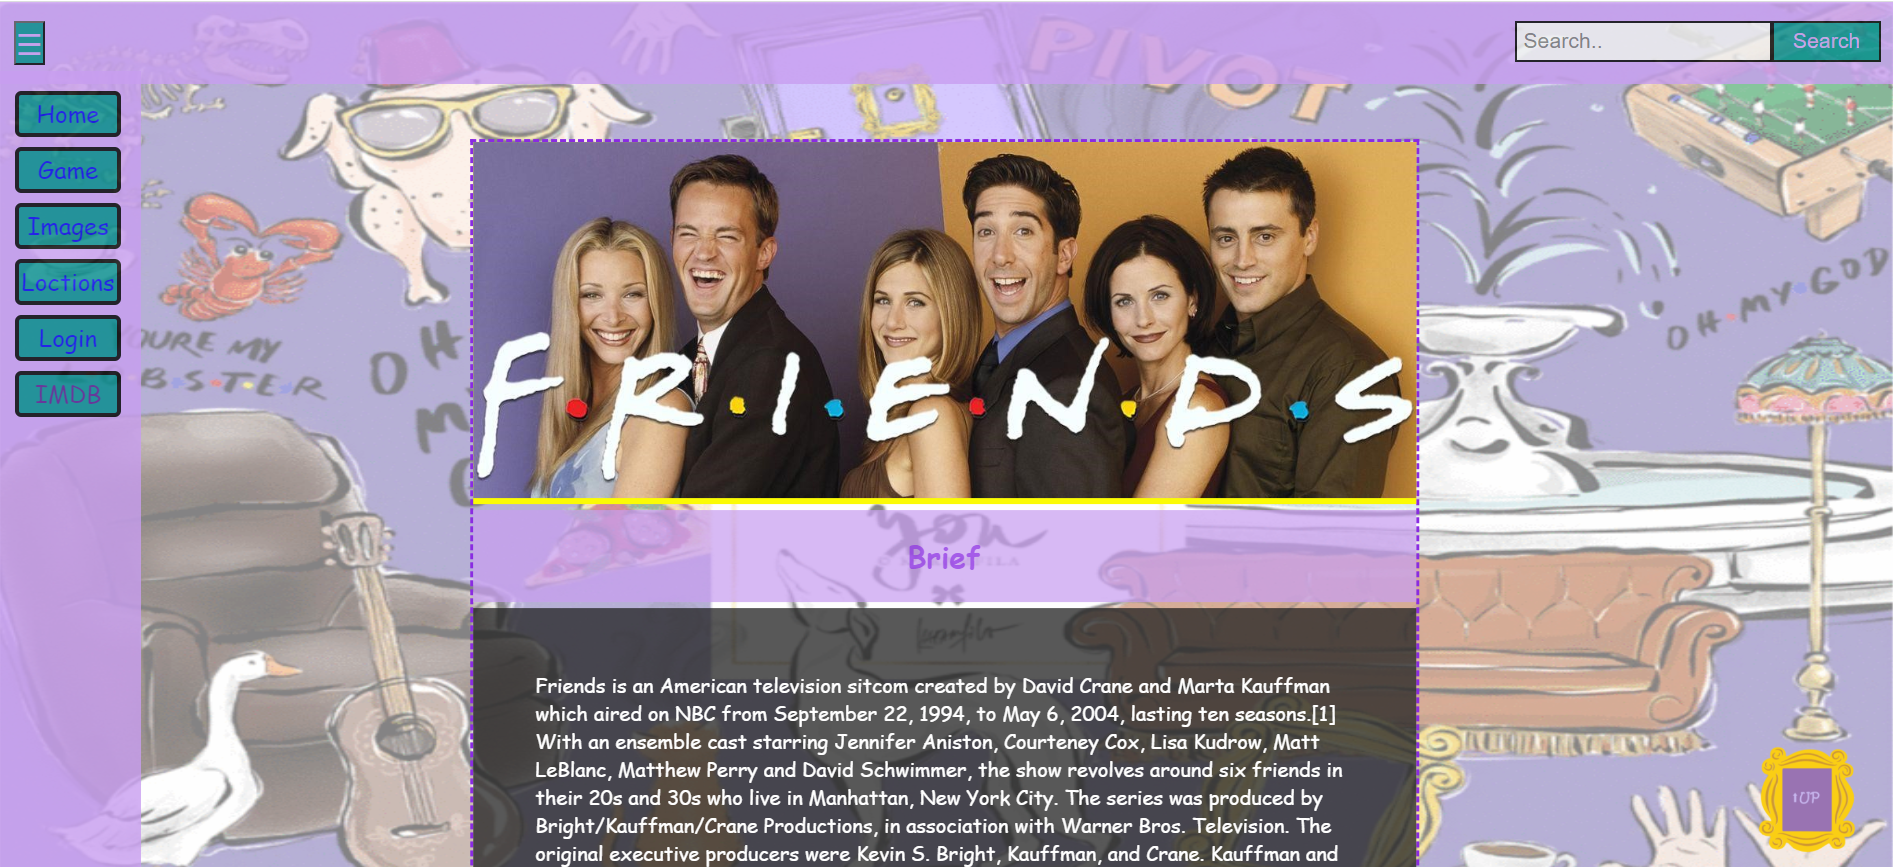 ☰
Search..
Search
PIVOT
Home
Game
Images
Loctions
Login
IMDB
YOURE MY
L·O·B·S·T·E·R
OH
M
OH·MY·GOD
F·R·I·E·N·D·S
you
Brief
Friends is an American television sitcom created by David Crane and Marta Kauffman
which aired on NBC from September 22, 1994, to May 6, 2004, lasting ten seasons.[1]
With an ensemble cast starring Jennifer Aniston, Courteney Cox, Lisa Kudrow, Matt
LeBlanc, Matthew Perry and David Schwimmer, the show revolves around six friends in
their 20s and 30s who live in Manhattan, New York City. The series was produced by
Bright/Kauffman/Crane Productions, in association with Warner Bros. Television. The
original executive producers were Kevin S. Bright, Kauffman, and Crane. Kauffman and
↑UP